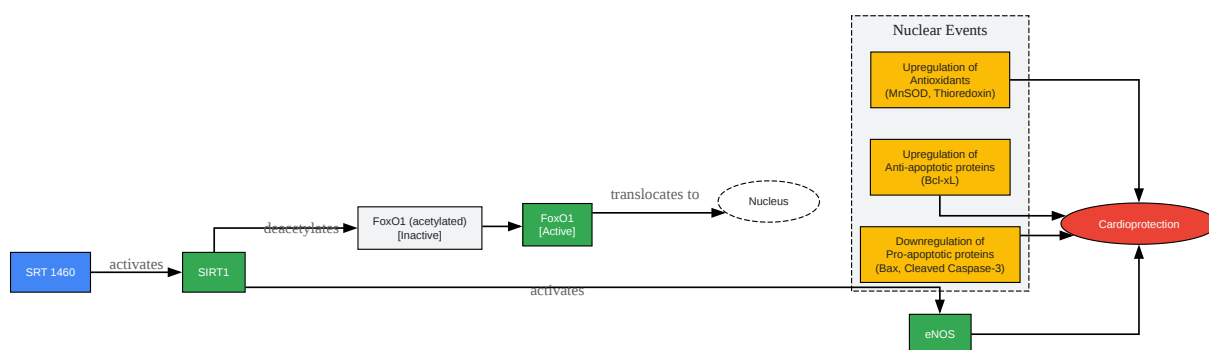 Nuclear Events
Upregulation of
Antioxidants
(MnSOD, Thioredoxin)
Upregulation of
Anti-apoptotic proteins
(Bcl-xL)
Downregulation of
Pro-apoptotic proteins
(Bax, Cleaved Caspase-3)
SRT 1460
activates
SIRT1
deacetylates
FoxO1 (acetylated)
[Inactive]
FoxO1
[Active]
translocates to
Nucleus
Cardioprotection
activates
eNOS